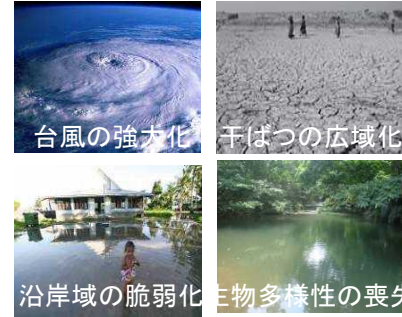 台風の強大化
干ばつの広域化
沿岸域の脆弱化
生物多様性の喪失